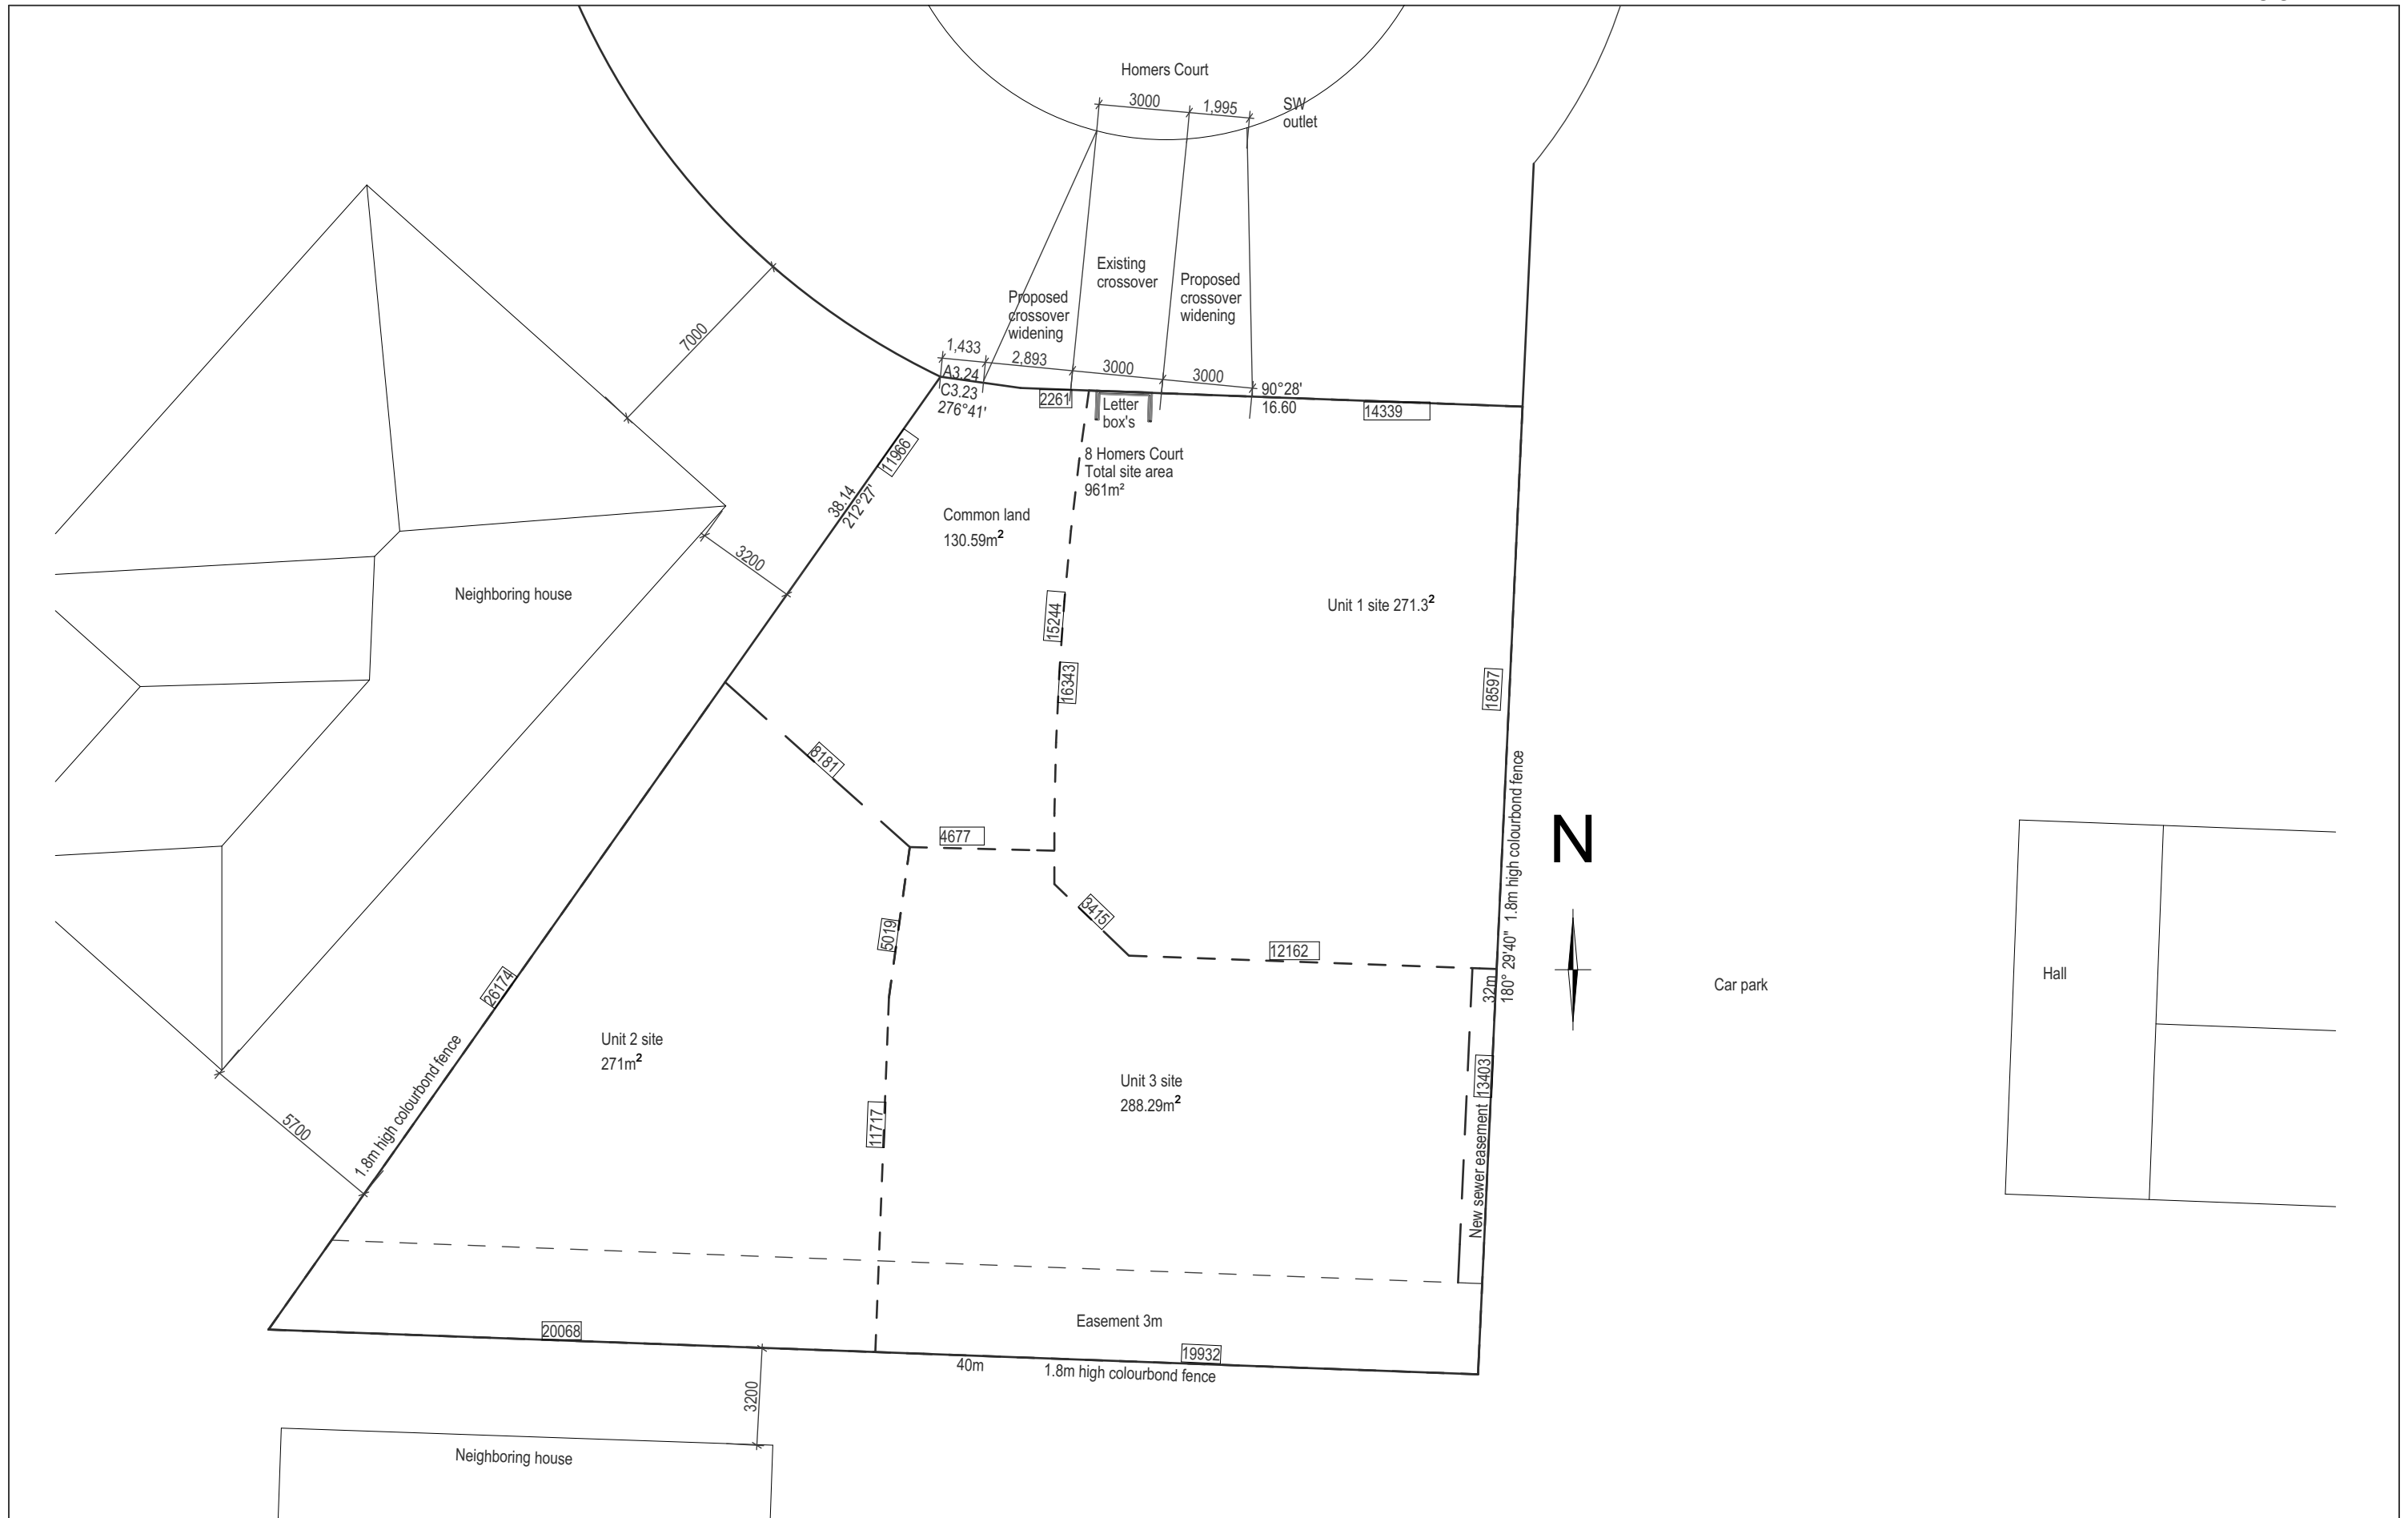 Homers Court
3000
1,995
SW
outlet
Existing
crossover
Proposed
crossover
widening
Proposed
crossover
widening
7000
1,433
2,893
3000
3000
A3.24
C3.23
276°41'
2261
Letter
box's
90°28'
16.60
14339
11966
38.14
212°27'
8 Homers Court
Total site area
961m²
Common land
130.59m²
3200
Neighboring house
15244
16343
Unit 1 site 271.3²
18597
8181
4677
3415
12162
5019
1.8m high colourbond fence
180° 29'40"
32m
N
Car park
Hall
26174
1.8m high colourbond fence
5700
Unit 2 site
271m²
11717
Unit 3 site
288.29m²
13403
New sewer easement
Easement 3m
20068
19932
40m
1.8m high colourbond fence
3200
Neighboring house